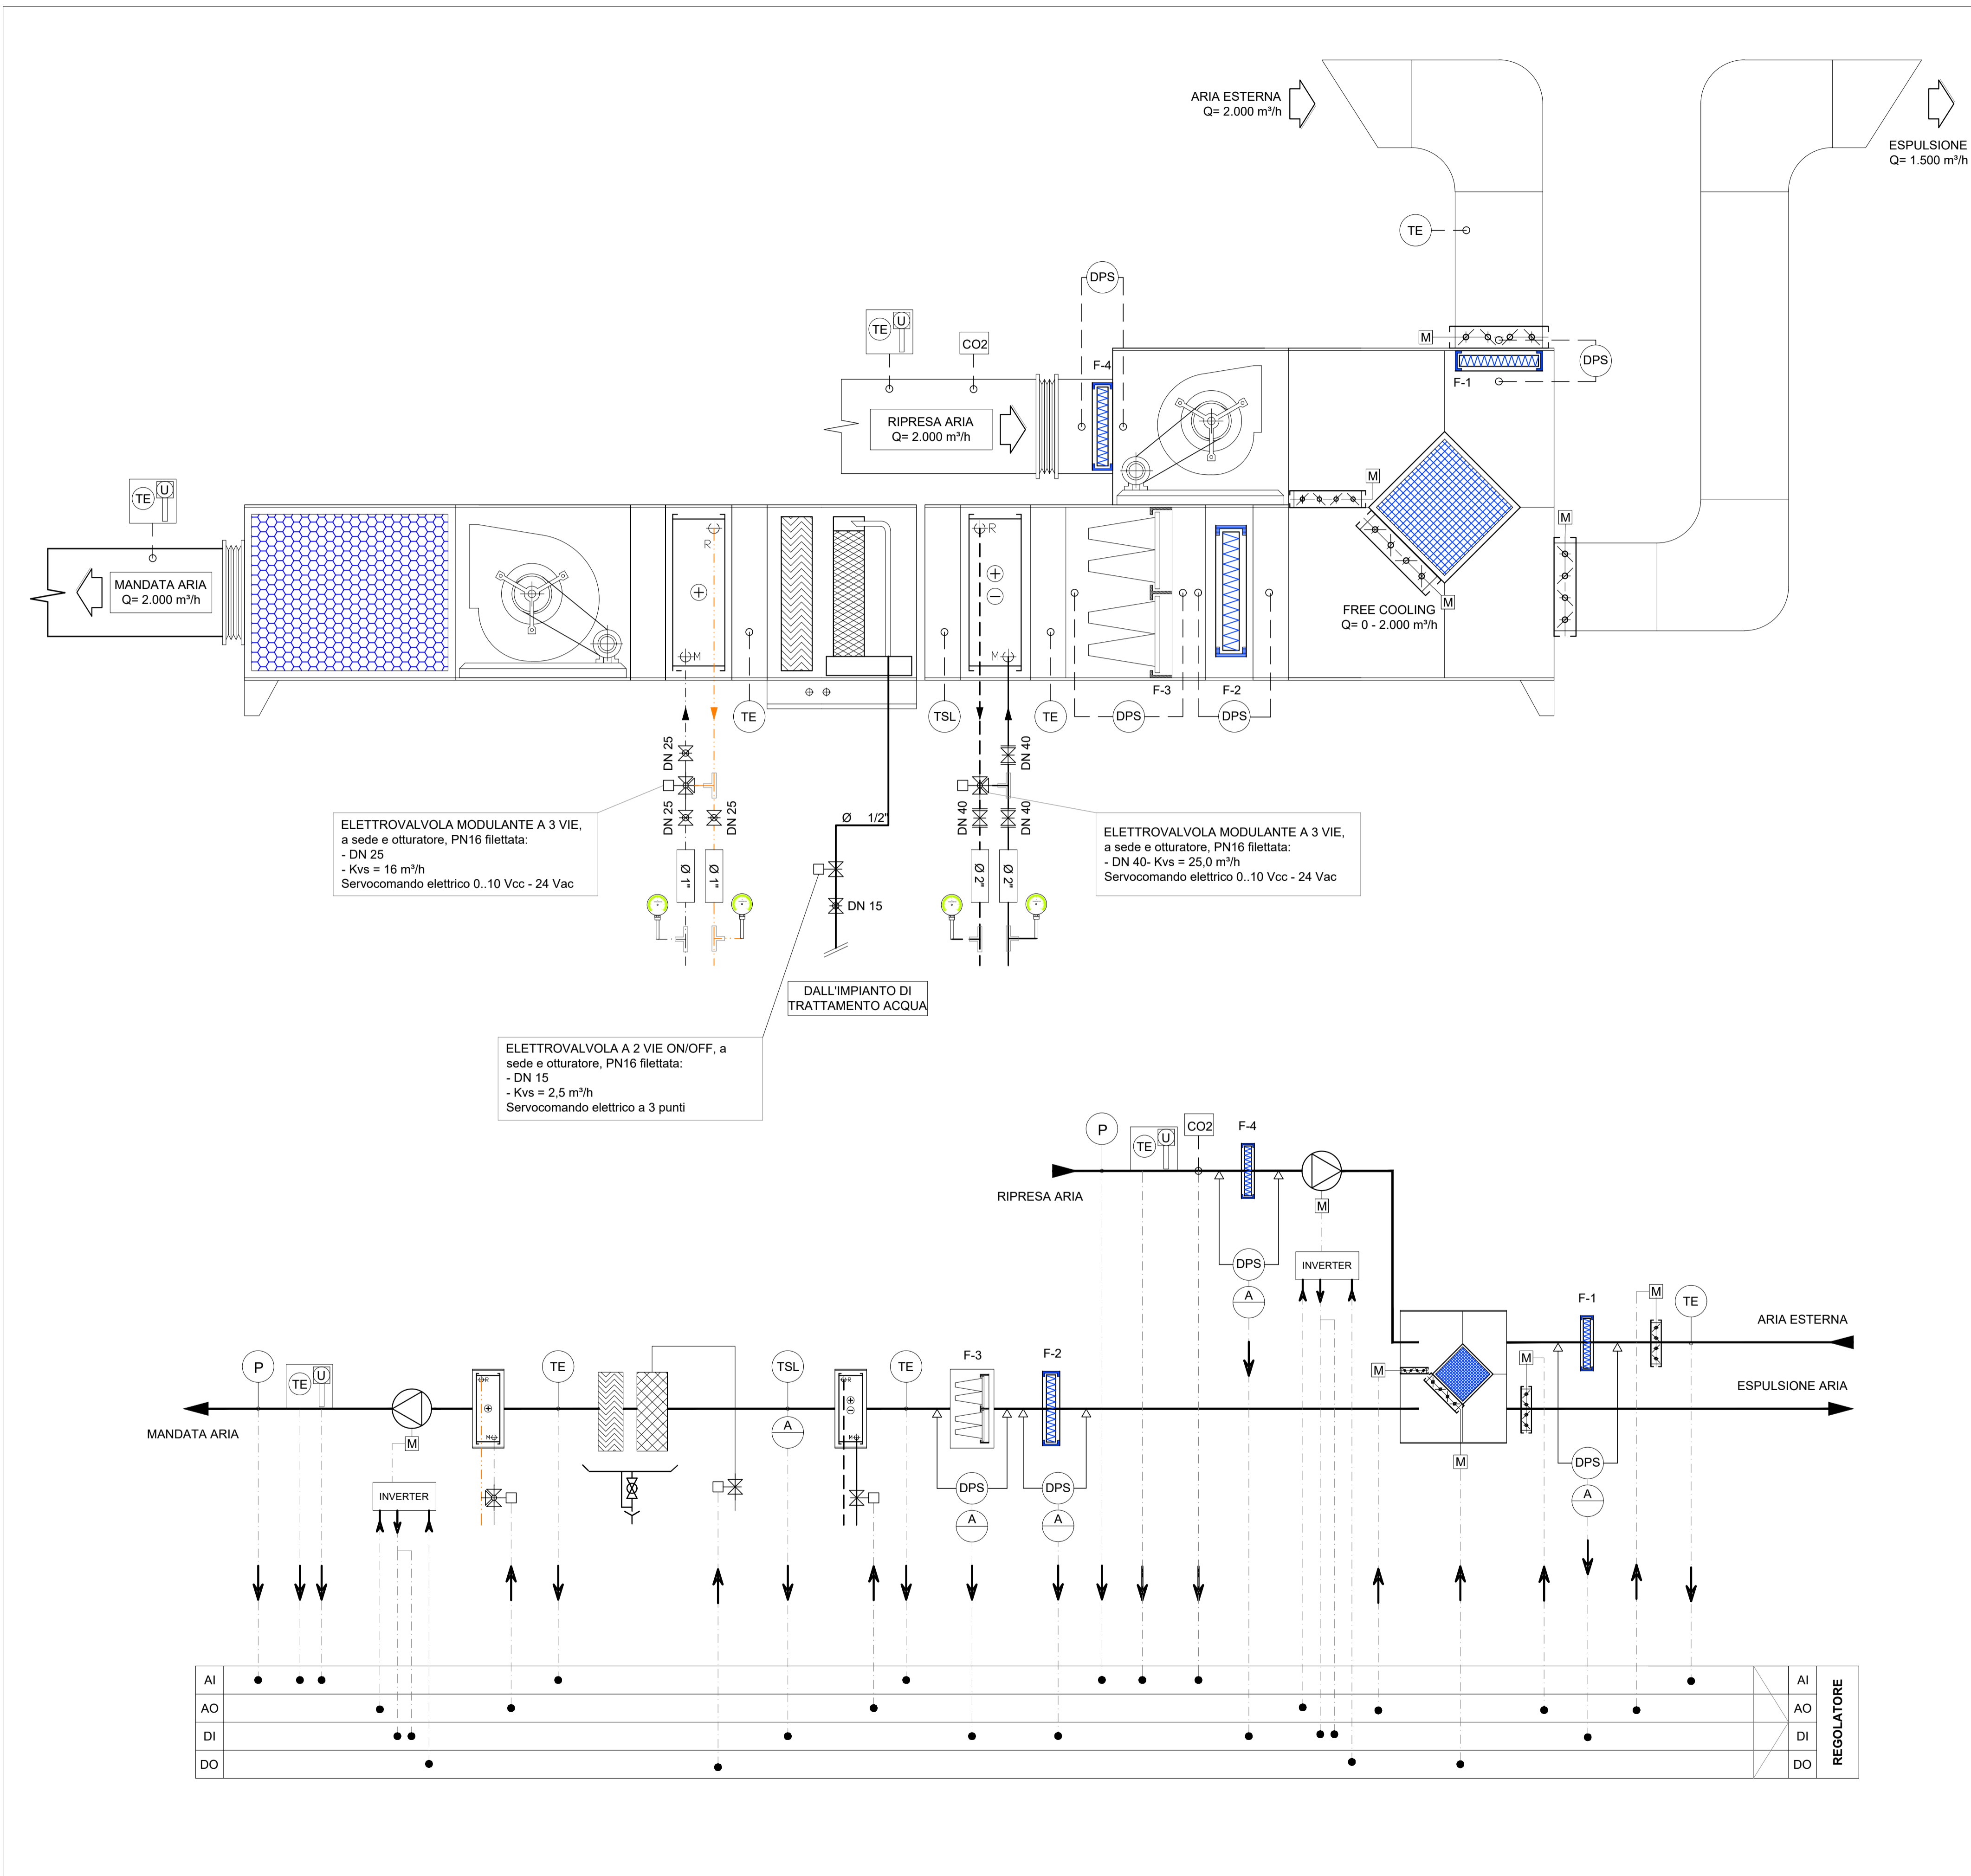 ARIA ESTERNA
Q= 2.000 m³/h
ESPULSIONE
Q= 1.500 m³/h
TE
DPS
TE U
CO2
M
DPS
F-4
F-1
RIPRESA ARIA
Q= 2.000 m³/h
M
TE U
M
R
R
+
+
−
MANDATA ARIA
Q= 2.000 m³/h
M
FREE COOLING
Q= 0 - 2.000 m³/h
M
M
F-3
F-2
TE
TSL
TE
DPS
DPS
DN 25
DN 40
DN 25
DN 25
DN 40
DN 40
Ø 1/2"
ELETTROVALVOLA MODULANTE A 3 VIE,
a sede e otturatore, PN16 filettata:
- DN 25
- Kvs = 16 m³/h
Servocomando elettrico 0..10 Vcc - 24 Vac
ELETTROVALVOLA MODULANTE A 3 VIE,
a sede e otturatore, PN16 filettata:
- DN 40- Kvs = 25,0 m³/h
Servocomando elettrico 0..10 Vcc - 24 Vac
Ø 1"
Ø 1"
Ø 2"
Ø 2"
DN 15
DALL'IMPIANTO DI
TRATTAMENTO ACQUA
ELETTROVALVOLA A 2 VIE ON/OFF, a
sede e otturatore, PN16 filettata:
- DN 15
- Kvs = 2,5 m³/h
Servocomando elettrico a 3 punti
P
TE U
CO2
F-4
RIPRESA ARIA
M
DPS
INVERTER
A
F-1
M
TE
ARIA ESTERNA
P
TE U
TE
TSL
TE
F-3
F-2
M
M
R
+
M
R
+
−
M
ESPULSIONE ARIA
MANDATA ARIA
M
A
M
INVERTER
DPS
DPS
DPS
A
A
A
AI
AI
AO
AO
DI
DI
DO
DO
REGOLATORE